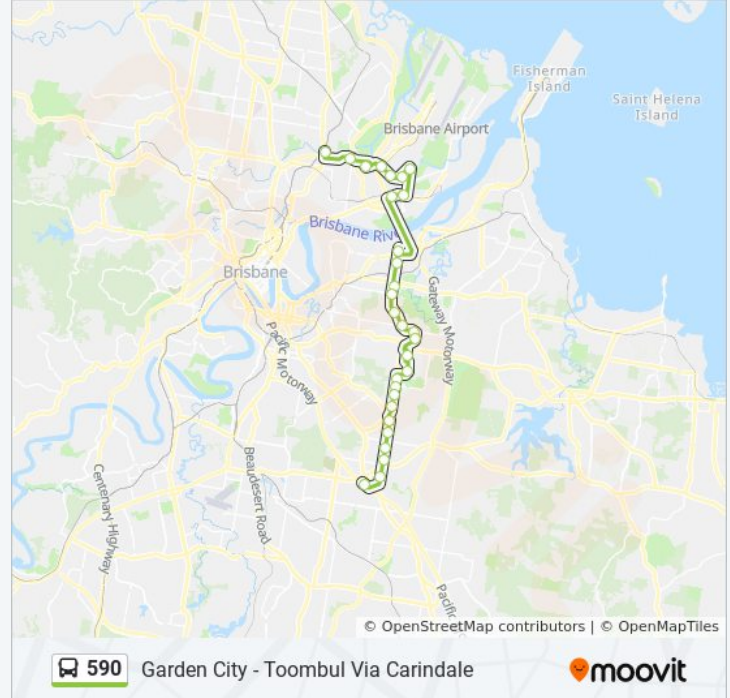 Fisherman
Island
Saint Helena
Island
Brisbane Airport
Brisbane Riv
Brisbane
Gateway Motorway
Pacific Motorway
Beaudesert Road
Centenary Highway
Pacific
© OpenStreetMap contributors | © OpenMapTiles
590 Garden City - Toombul Via Carindale
moovit